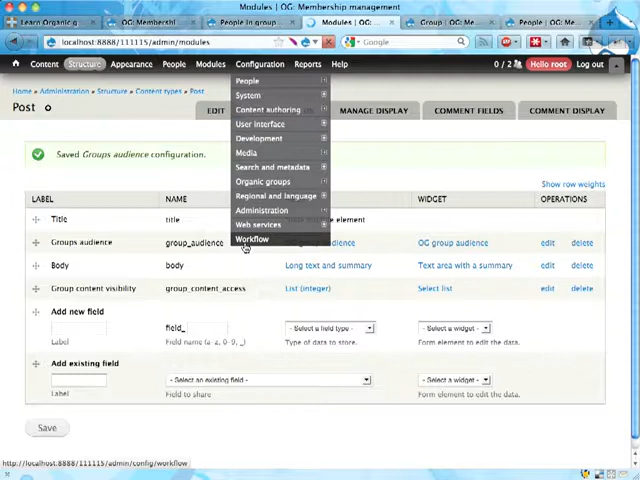 Modules | OG: Membership management
Learn Organic g
OG: Membershi
People in group
Modules | OG:
Group | OG: Me
People | OG: Me
localhost:8888/111115/admin/modules
Google
Content Structure Appearance People Modules Configuration Reports Help 0 / 2 Hello root Log out
Home » Administration » Structure » Content types » Post
Post
EDIT MANAGE DISPLAY COMMENT FIELDS COMMENT DISPLAY
People
System
Content authoring
User interface
Development
Media
Search and metadata
Organic groups
Regional and language
Administration
Web services
Workflow
Saved Groups audience configuration.
Show row weights
LABEL NAME WIDGET OPERATIONS
Title title element
Groups audience group_audience OG audience edit delete
Body body Long text and summary Text area with a summary edit delete
Group content visibility group_content_access List (integer) Select list edit delete
Add new field
field_ - Select a field type - - Select a widget -
Label Field name (a-z, 0-9, _) Type of data to store. Form element to edit the data.
Add existing field
- Select an existing field - - Select a widget -
Label Field to share Form element to edit the data.
Save
http://localhost:8888/111115/admin/config/workflow